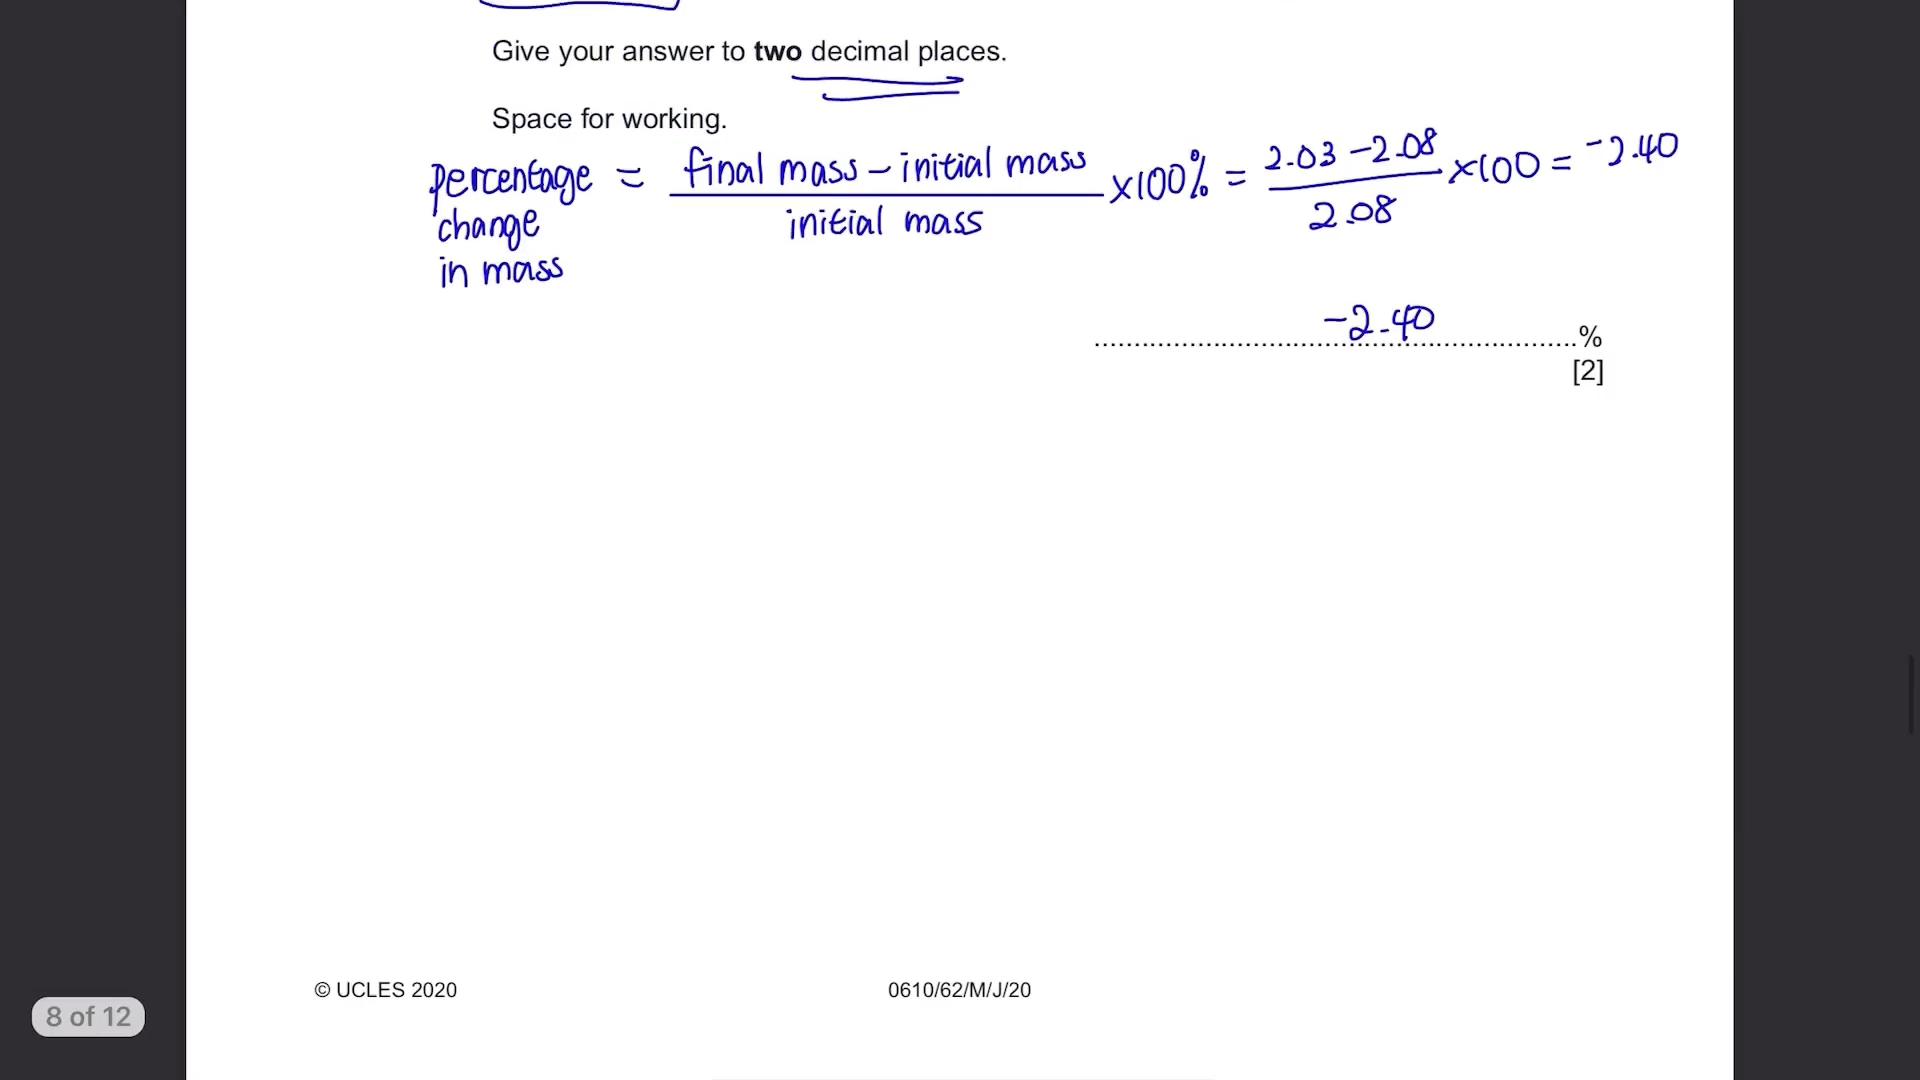 Give your answer to two decimal places.
Space for working.
percentage change in mass = final mass - initial mass / initial mass ×100% = 2.03 - 2.08 / 2.08 ×100 = -2.40
-2.40 %
[2]
© UCLES 2020
0610/62/M/J/20
8 of 12